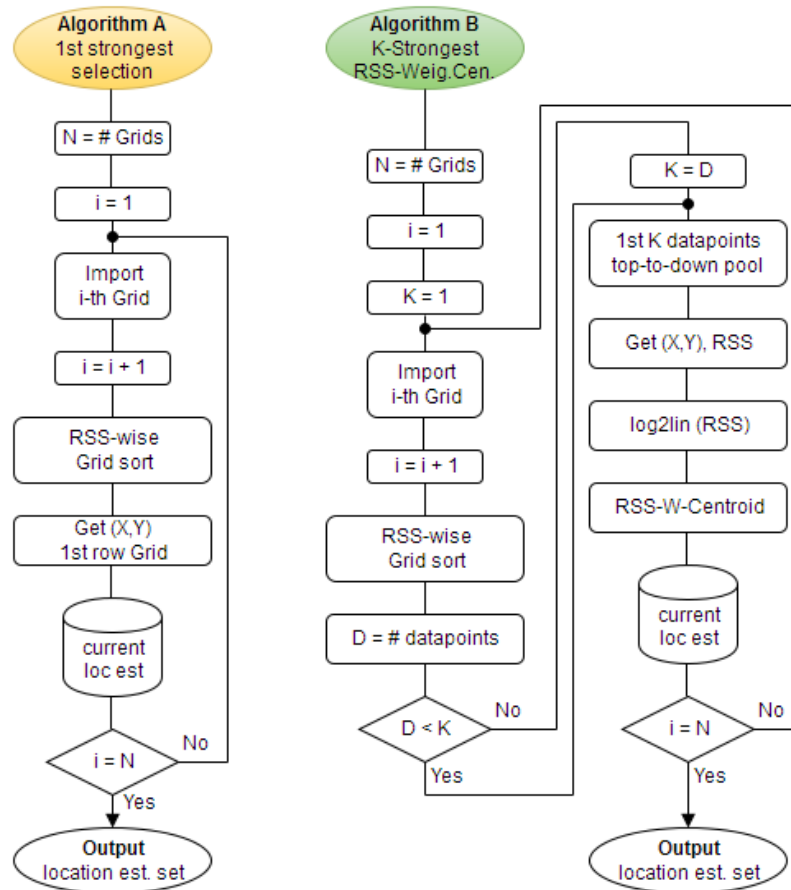 Algorithm A
1st strongest
selection
N = # Grids
i = 1
Import
i-th Grid
i = i + 1
RSS-wise
Grid sort
Get (X,Y)
1st row Grid
current
loc est
i = N
No
Yes
Output
location est. set
Algorithm B
K-Strongest
RSS-Weig.Cen.
N = # Grids
i = 1
K = 1
Import
i-th Grid
i = i + 1
RSS-wise
Grid sort
D = # datapoints
D < K
No
Yes
K = D
1st K datapoints
top-to-down pool
Get (X,Y), RSS
log2lin (RSS)
RSS-W-Centroid
current
loc est
i = N
No
Yes
Output
location est. set